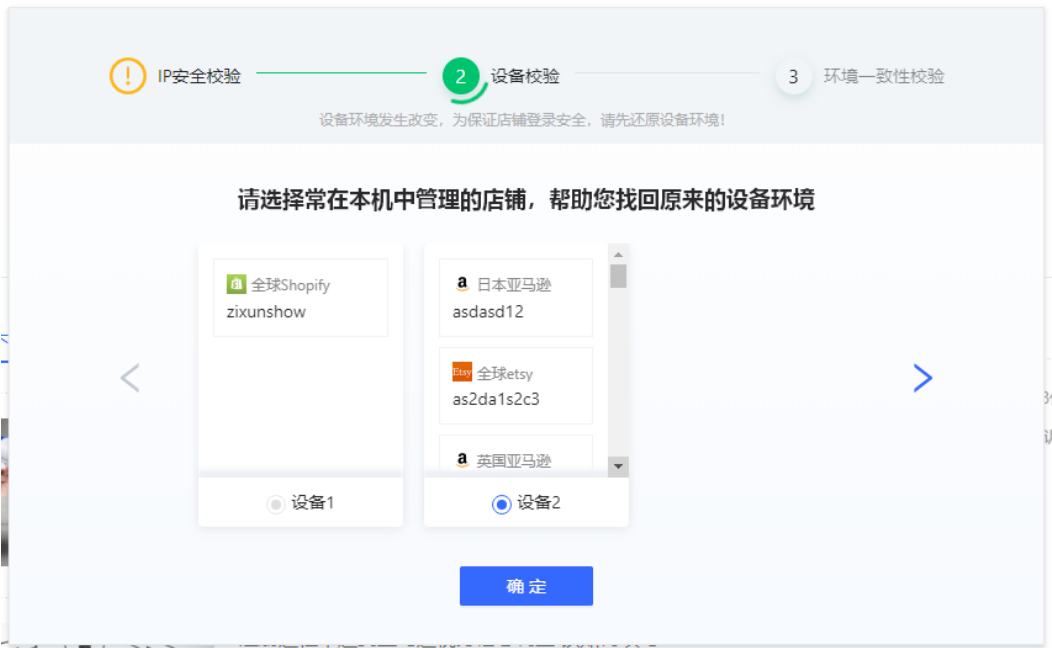 IP安全校验
2 设备校验
3 环境一致性校验
设备环境发生改变，为保证店铺登录安全，请先还原设备环境！
请选择常在本机中管理的店铺，帮助您找回原来的设备环境
全球Shopify
zixunshow
设备1
a 日本亚马逊
asdasd12
Etsy 全球etsy
as2da1s2c3
a 英国亚马逊
设备2
确定